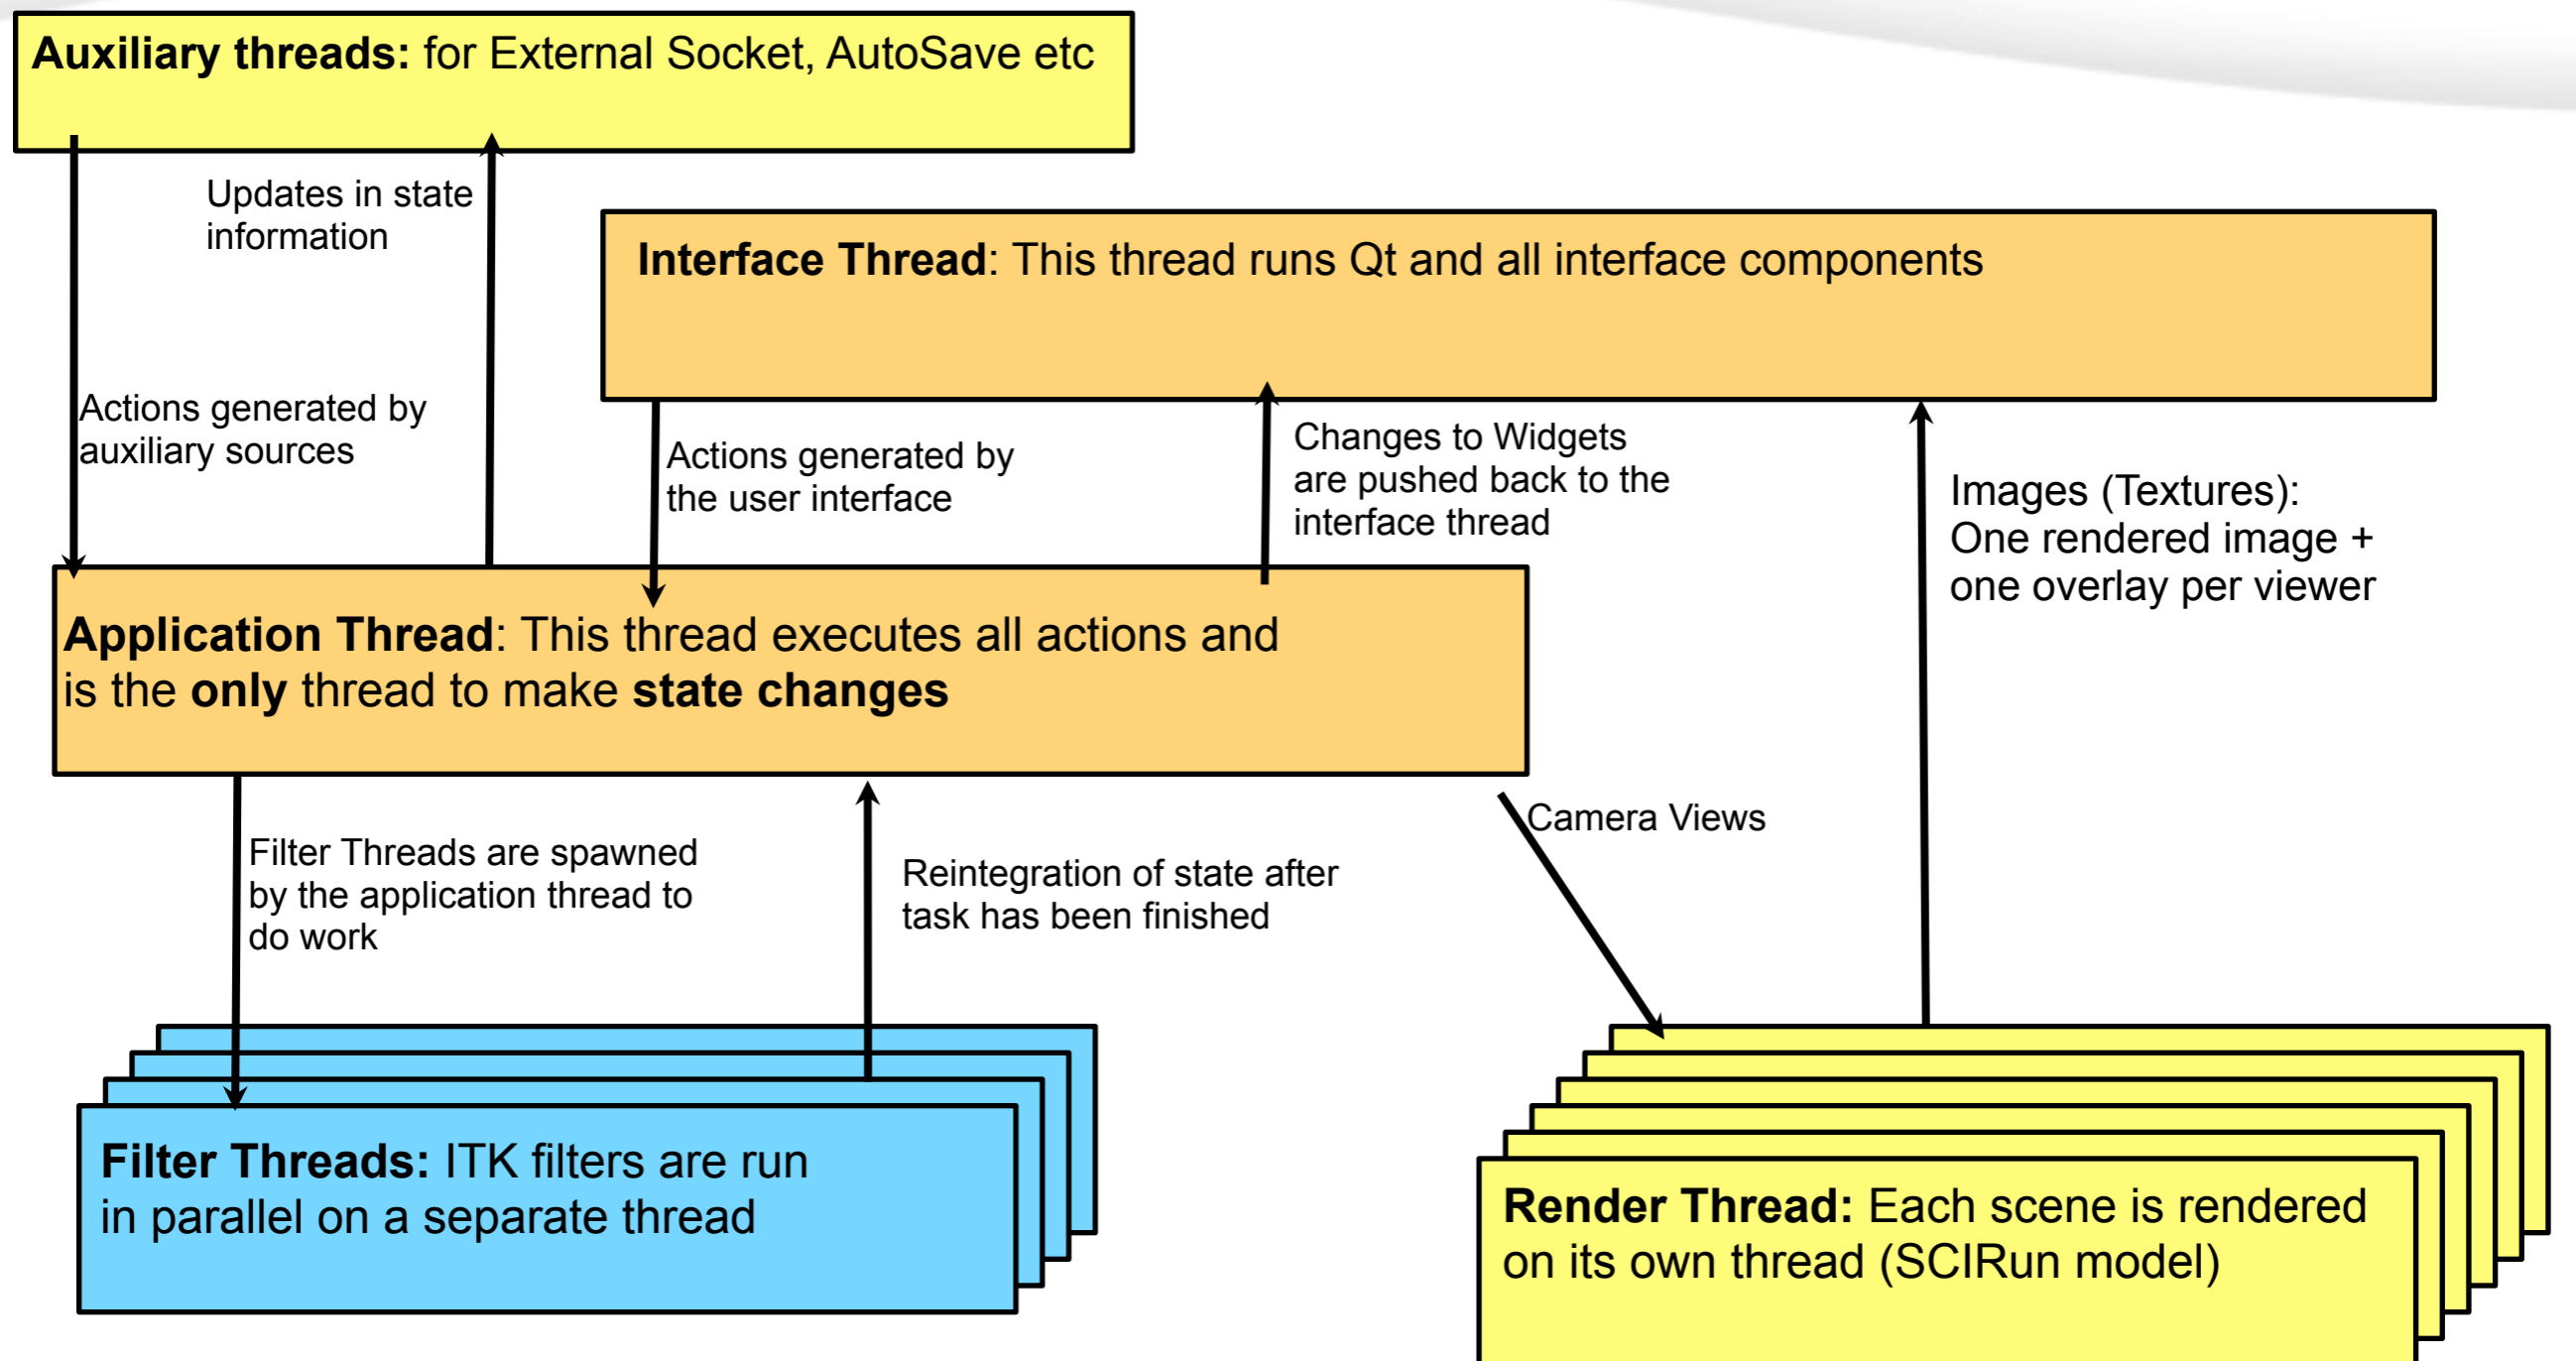 Auxiliary threads: for External Socket, AutoSave etc
Updates in state
information
Interface Thread: This thread runs Qt and all interface components
Actions generated by
auxiliary sources
Actions generated by
the user interface
Changes to Widgets
are pushed back to the
interface thread
Images (Textures):
One rendered image +
one overlay per viewer
Application Thread: This thread executes all actions and
is the only thread to make state changes
Camera Views
Filter Threads are spawned
by the application thread to
do work
Reintegration of state after
task has been finished
Filter Threads: ITK filters are run
in parallel on a separate thread
Render Thread: Each scene is rendered
on its own thread (SCIRun model)